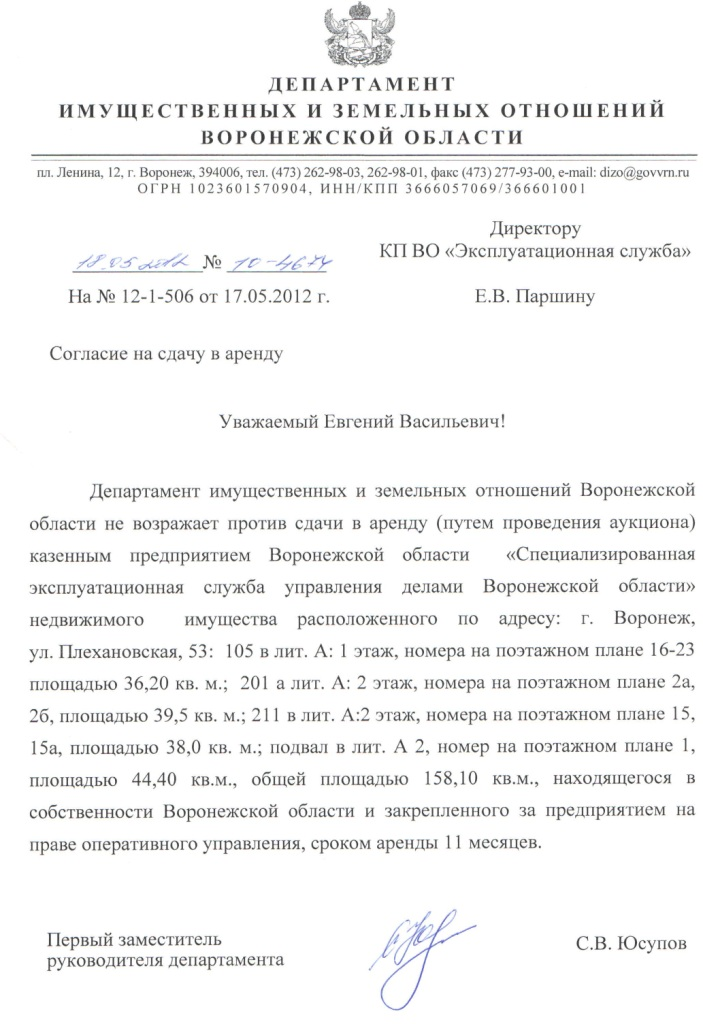 ДЕПАРТАМЕНТ
ИМУЩЕСТВЕННЫХ И ЗЕМЕЛЬНЫХ ОТНОШЕНИЙ
ВОРОНЕЖСКОЙ ОБЛАСТИ
пл. Ленина, 12, г. Воронеж, 394006, тел. (473) 262-98-03, 262-98-01, факс (473) 277-93-00, e-mail: dizo@govvrn.ru
ОГРН 1023601570904, ИНН/КПП 3666057069/366601001
Директору
КП ВО «Эксплуатационная служба»
18.05.2012 № 10-4674
На № 12-1-506 от 17.05.2012 г.
Е.В. Паршину
Согласие на сдачу в аренду
Уважаемый Евгений Васильевич!
Департамент имущественных и земельных отношений Воронежской
области не возражает против сдачи в аренду (путем проведения аукциона)
казенным предприятием Воронежской области «Специализированная
эксплуатационная служба управления делами Воронежской области»
недвижимого имущества расположенного по адресу: г. Воронеж,
ул. Плехановская, 53: 105 в лит. А: 1 этаж, номера на поэтажном плане 16-23
площадью 36,20 кв. м.; 201 а лит. А: 2 этаж, номера на поэтажном плане 2а,
2б, площадью 39,5 кв. м.; 211 в лит. А:2 этаж, номера на поэтажном плане 15,
15а, площадью 38,0 кв. м.; подвал в лит. А 2, номер на поэтажном плане 1,
площадью 44,40 кв.м., общей площадью 158,10 кв.м., находящегося в
собственности Воронежской области и закрепленного за предприятием на
праве оперативного управления, сроком аренды 11 месяцев.
Первый заместитель
руководителя департамента
С.В. Юсупов